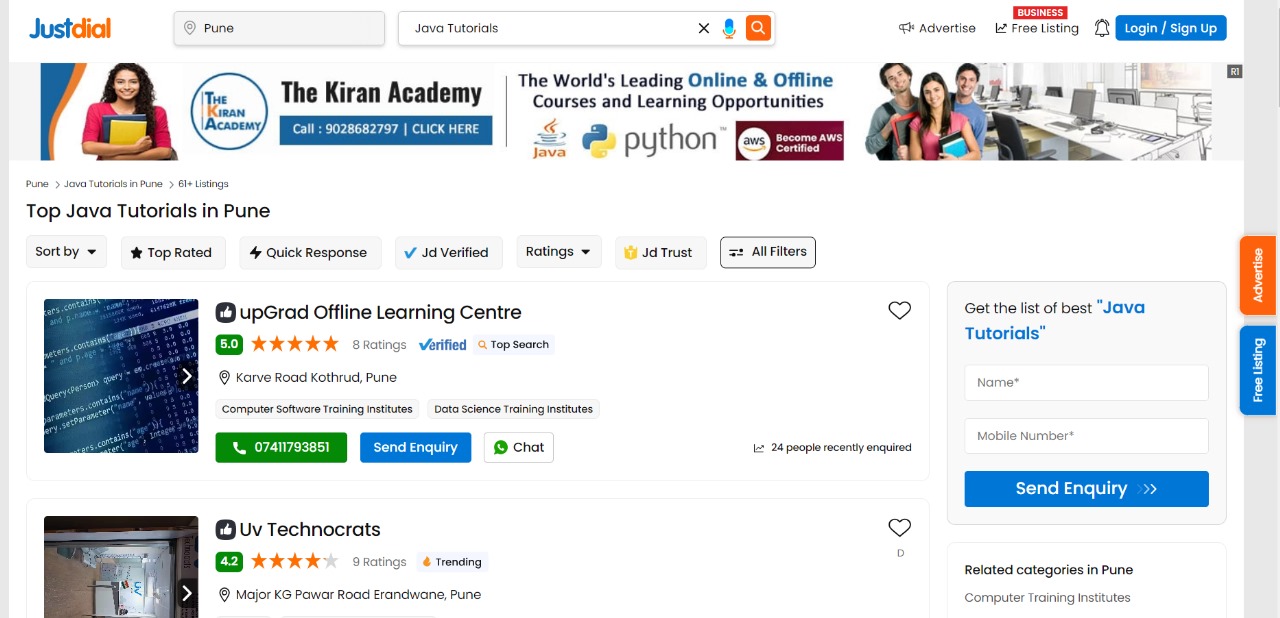 Justdial
Pune
Java Tutorials
Advertise
BUSINESS
Free Listing
Login / Sign Up
THE KIRAN ACADEMY
The Kiran Academy
Call : 9028682797 | CLICK HERE
The World's Leading Online & Offline
Courses and Learning Opportunities
Java
python™
aws
Become AWS
Certified
R1
Pune > Java Tutorials in Pune > 61+ Listings
Top Java Tutorials in Pune
Sort by
Top Rated
Quick Response
Jd Verified
Ratings
Jd Trust
All Filters
upGrad Offline Learning Centre
5.0
8 Ratings
Verified
Top Search
Karve Road Kothrud, Pune
Computer Software Training Institutes
Data Science Training Institutes
07411793851
Send Enquiry
Chat
24 people recently enquired
Uv Technocrats
D
4.2
9 Ratings
Trending
Major KG Pawar Road Erandwane, Pune
Get the list of best "Java
Tutorials"
Name*
Mobile Number*
Send Enquiry
Related categories in Pune
Computer Training Institutes
Advertise
Free Listing